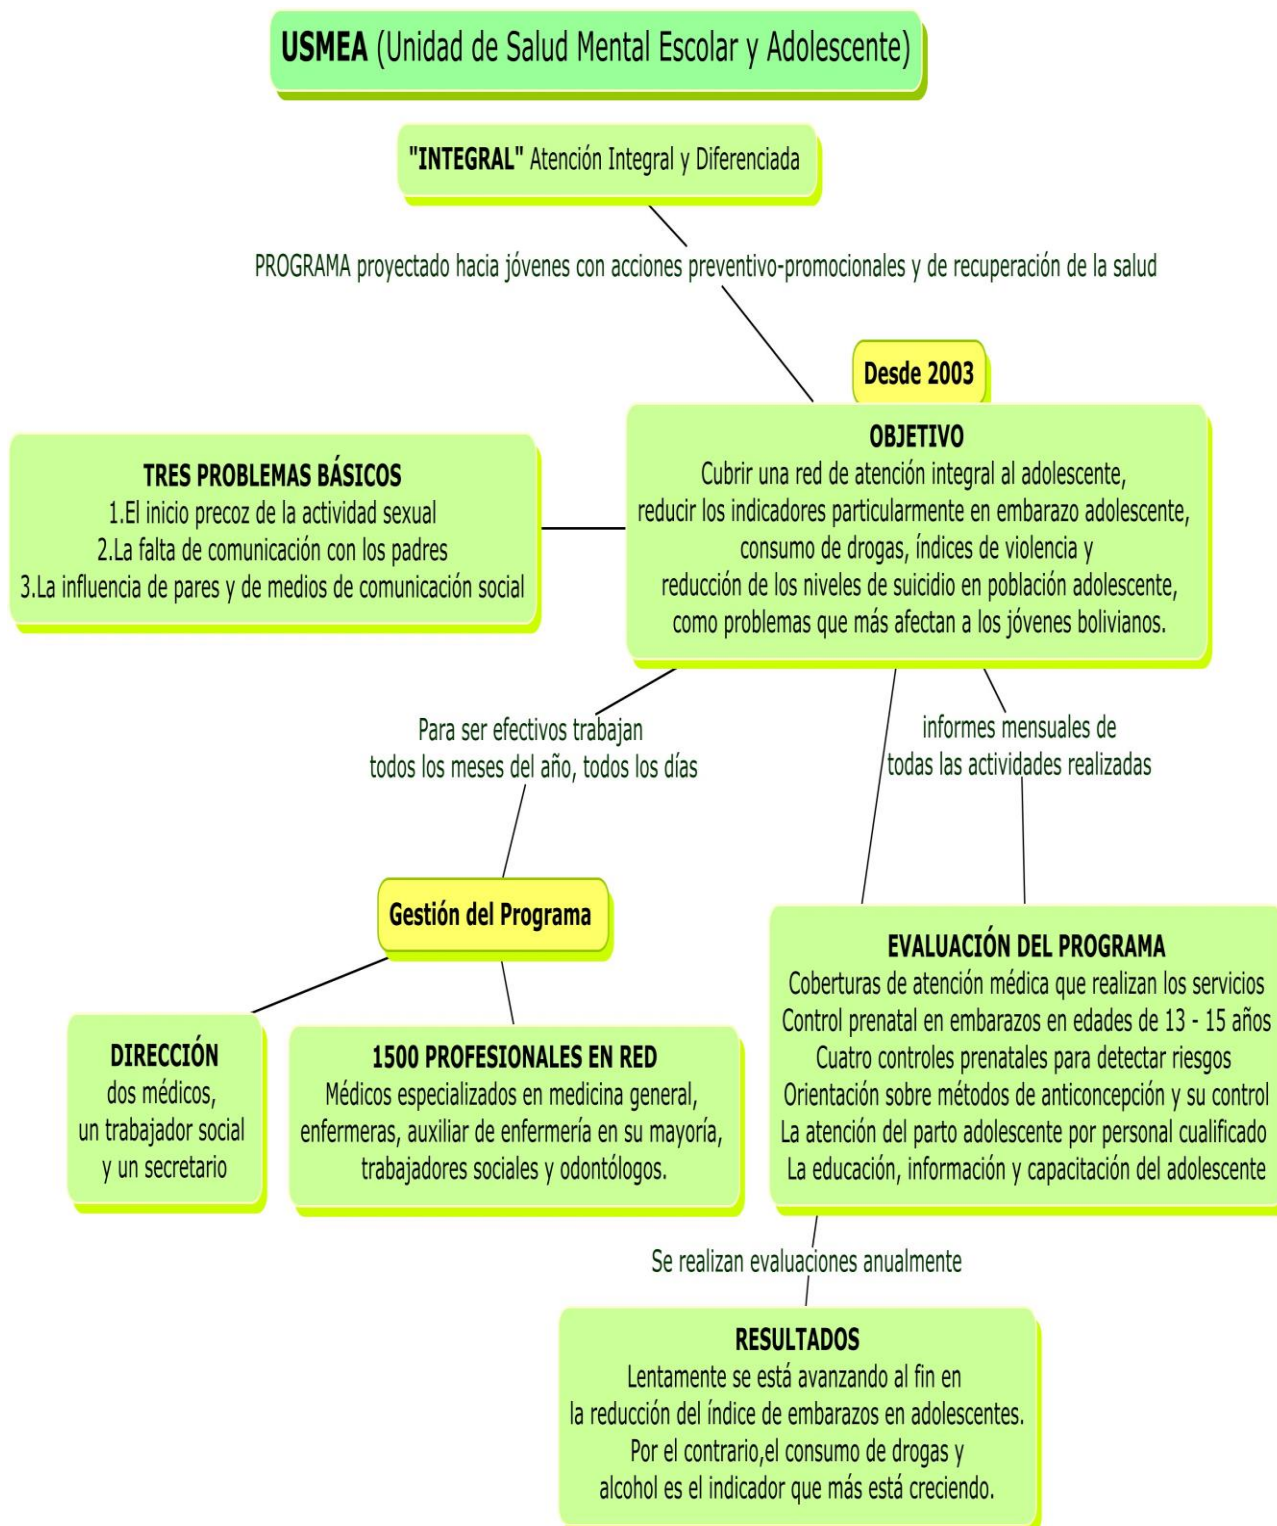 USMEA (Unidad de Salud Mental Escolar y Adolescente)
"INTEGRAL" Atención Integral y Diferenciada
PROGRAMA proyectado hacia jóvenes con acciones preventivo-promocionales y de recuperación de la salud
Desde 2003
OBJETIVO
Cubrir una red de atención integral al adolescente,
reducir los indicadores particularmente en embarazo adolescente,
consumo de drogas, índices de violencia y
reducción de los niveles de suicidio en población adolescente,
como problemas que más afectan a los jóvenes bolivianos.
TRES PROBLEMAS BÁSICOS
1.El inicio precoz de la actividad sexual
2.La falta de comunicación con los padres
3.La influencia de pares y de medios de comunicación social
Para ser efectivos trabajan
todos los meses del año, todos los días
informes mensuales de
todas las actividades realizadas
Gestión del Programa
DIRECCIÓN
dos médicos,
un trabajador social
y un secretario
1500 PROFESIONALES EN RED
Médicos especializados en medicina general,
enfermeras, auxiliar de enfermería en su mayoría,
trabajadores sociales y odontólogos.
EVALUACIÓN DEL PROGRAMA
Coberturas de atención médica que realizan los servicios
Control prenatal en embarazos en edades de 13 - 15 años
Cuatro controles prenatales para detectar riesgos
Orientación sobre métodos de anticoncepción y su control
La atención del parto adolescente por personal cualificado
La educación, información y capacitación del adolescente
Se realizan evaluaciones anualmente
RESULTADOS
Lentamente se está avanzando al fin en
la reducción del índice de embarazos en adolescentes.
Por el contrario,el consumo de drogas y
alcohol es el indicador que más está creciendo.